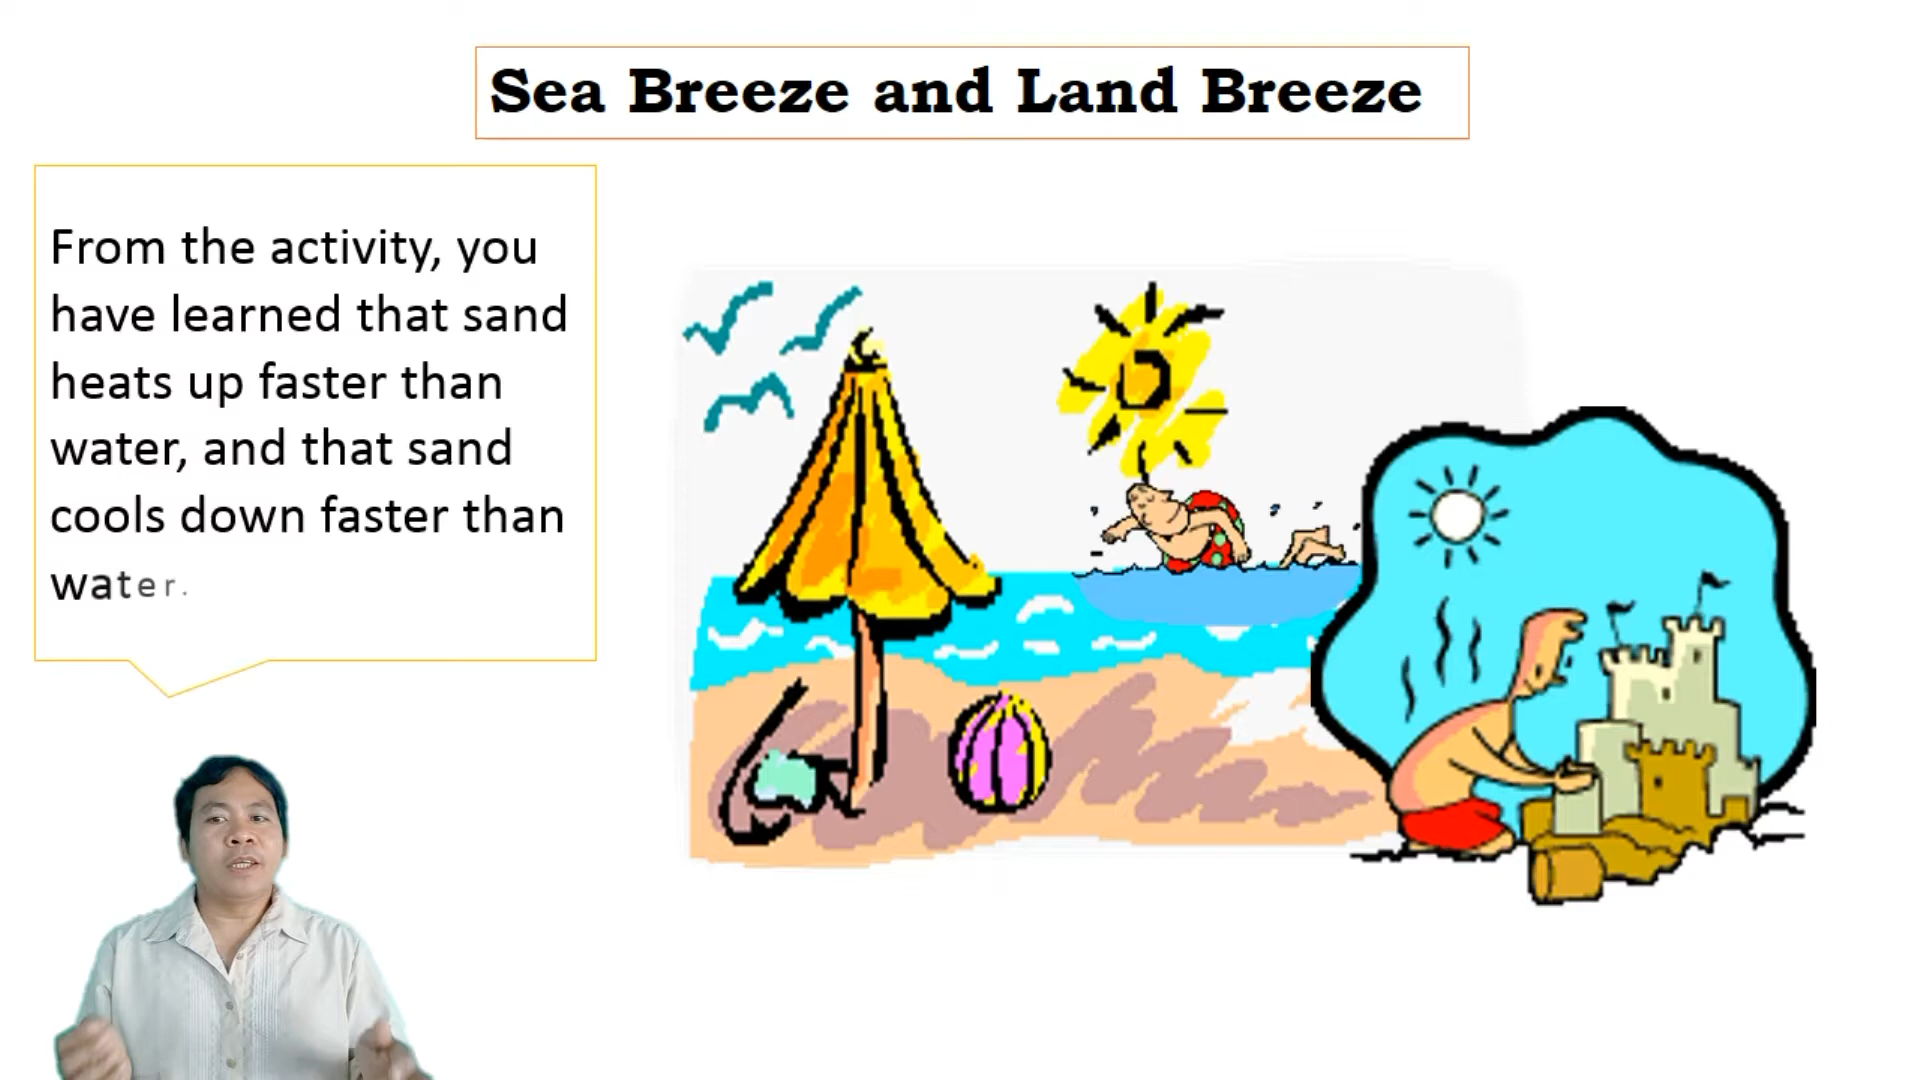 Sea Breeze and Land Breeze
From the activity, you
have learned that sand
heats up faster than
water, and that sand
cools down faster than
water.